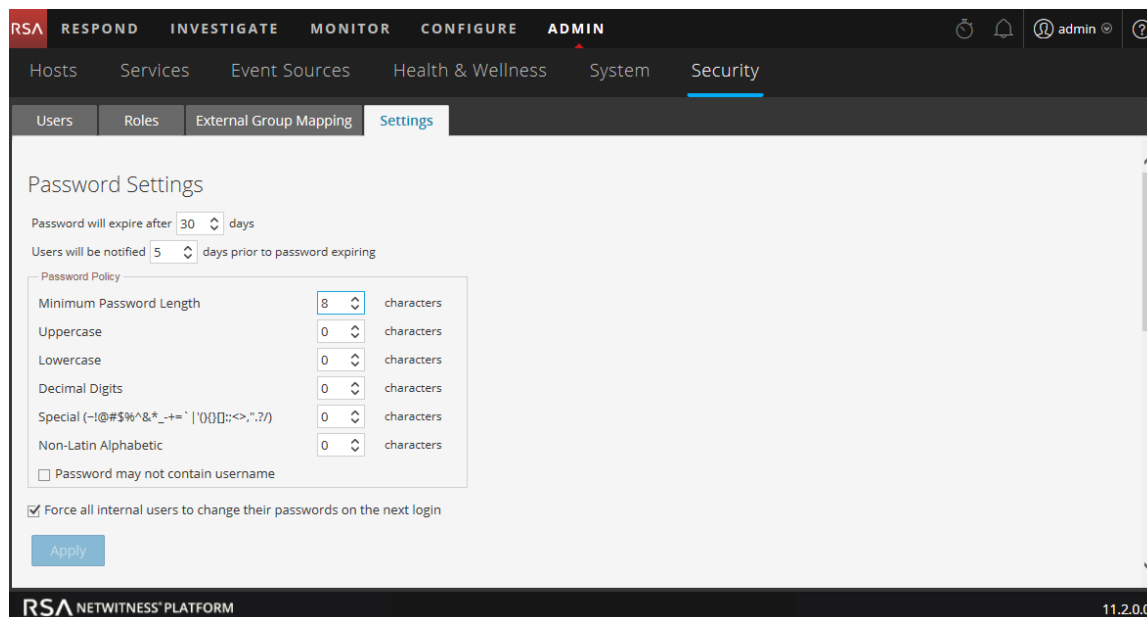 RSA RESPOND INVESTIGATE MONITOR CONFIGURE ADMIN admin
Hosts Services Event Sources Health & Wellness System Security
Users Roles External Group Mapping Settings
Password Settings
Password will expire after 30 days
Users will be notified 5 days prior to password expiring
Password Policy
Minimum Password Length 8 characters
Uppercase 0 characters
Lowercase 0 characters
Decimal Digits 0 characters
Special (~!@#$%^&*_-+=`|'(){}[]:;<>,".?/) 0 characters
Non-Latin Alphabetic 0 characters
Password may not contain username
Force all internal users to change their passwords on the next login
Apply
RSA NETWITNESS® PLATFORM 11.2.0.0